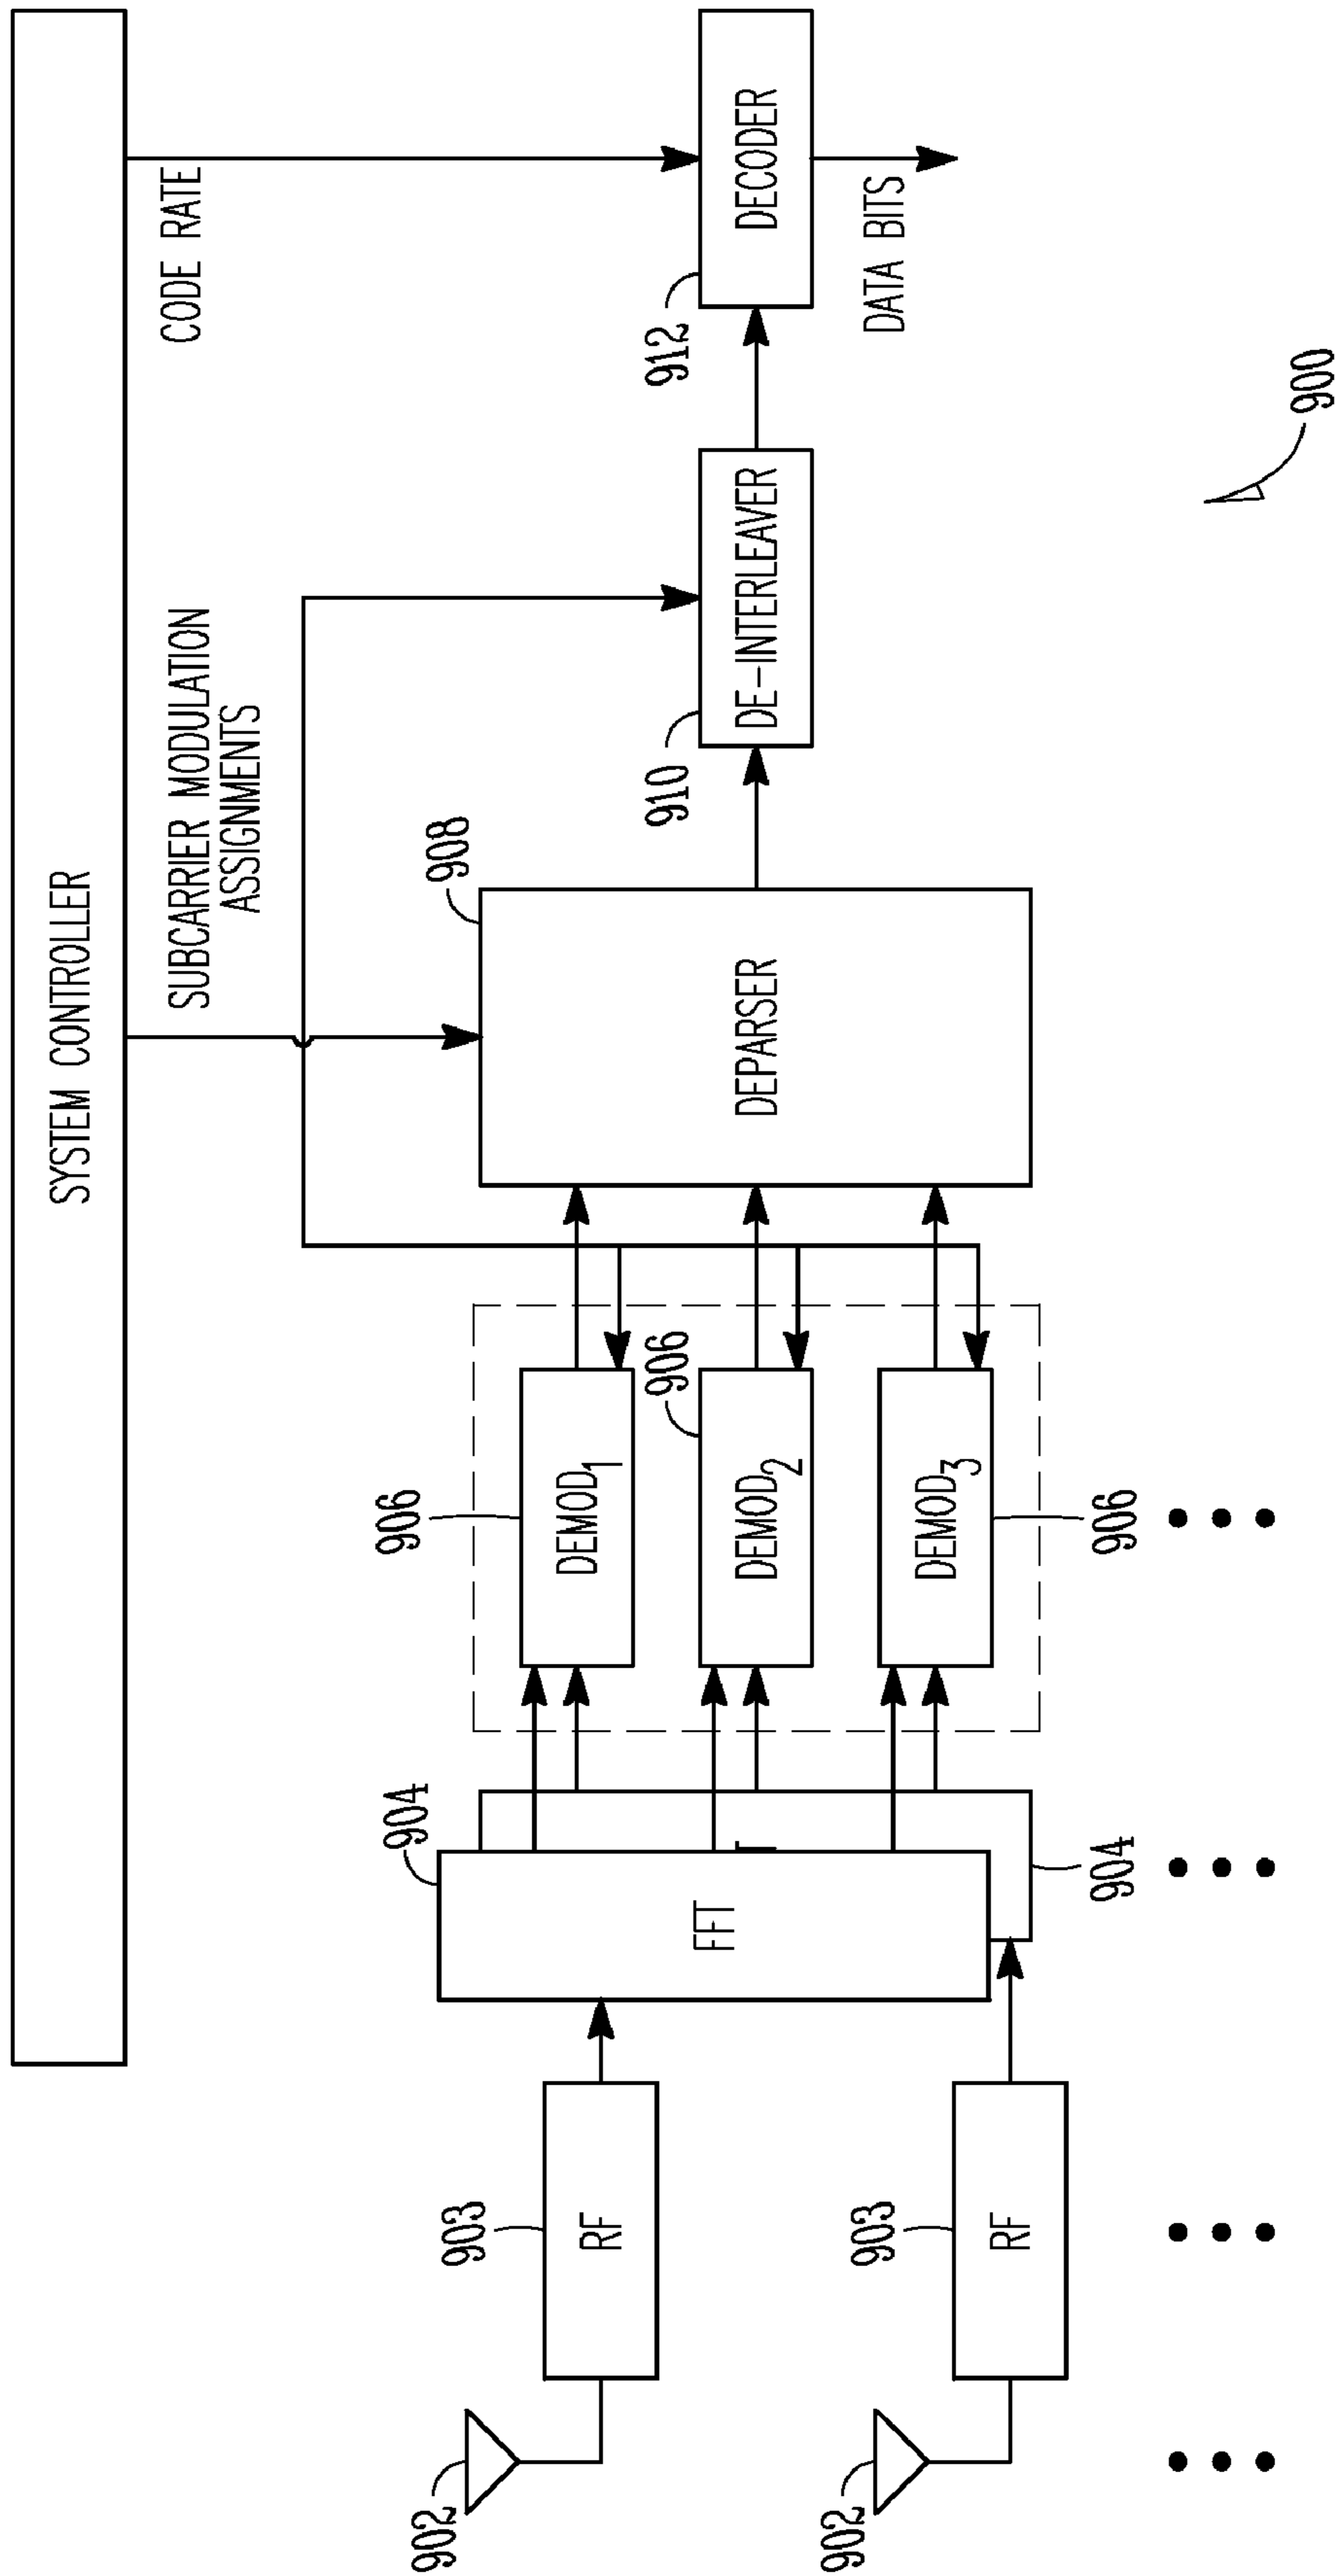 SYSTEM CONTROLLER
SUBCARRIER MODULATION
ASSIGNMENTS
CODE RATE
902
903
RF
904
FFT
906
DEMOD1
906
DEMOD2
DEMOD3
906
908
DEPARSER
910
DE-INTERLEAVER
912
DECODER
DATA BITS
902
903
RF
904
900